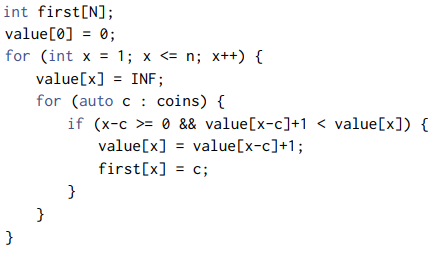 int first[N];
value[0] = 0;
for (int x = 1; x <= n; x++) {
    value[x] = INF;
    for (auto c : coins) {
        if (x-c >= 0 && value[x-c]+1 < value[x]) {
            value[x] = value[x-c]+1;
            first[x] = c;
        }
    }
}